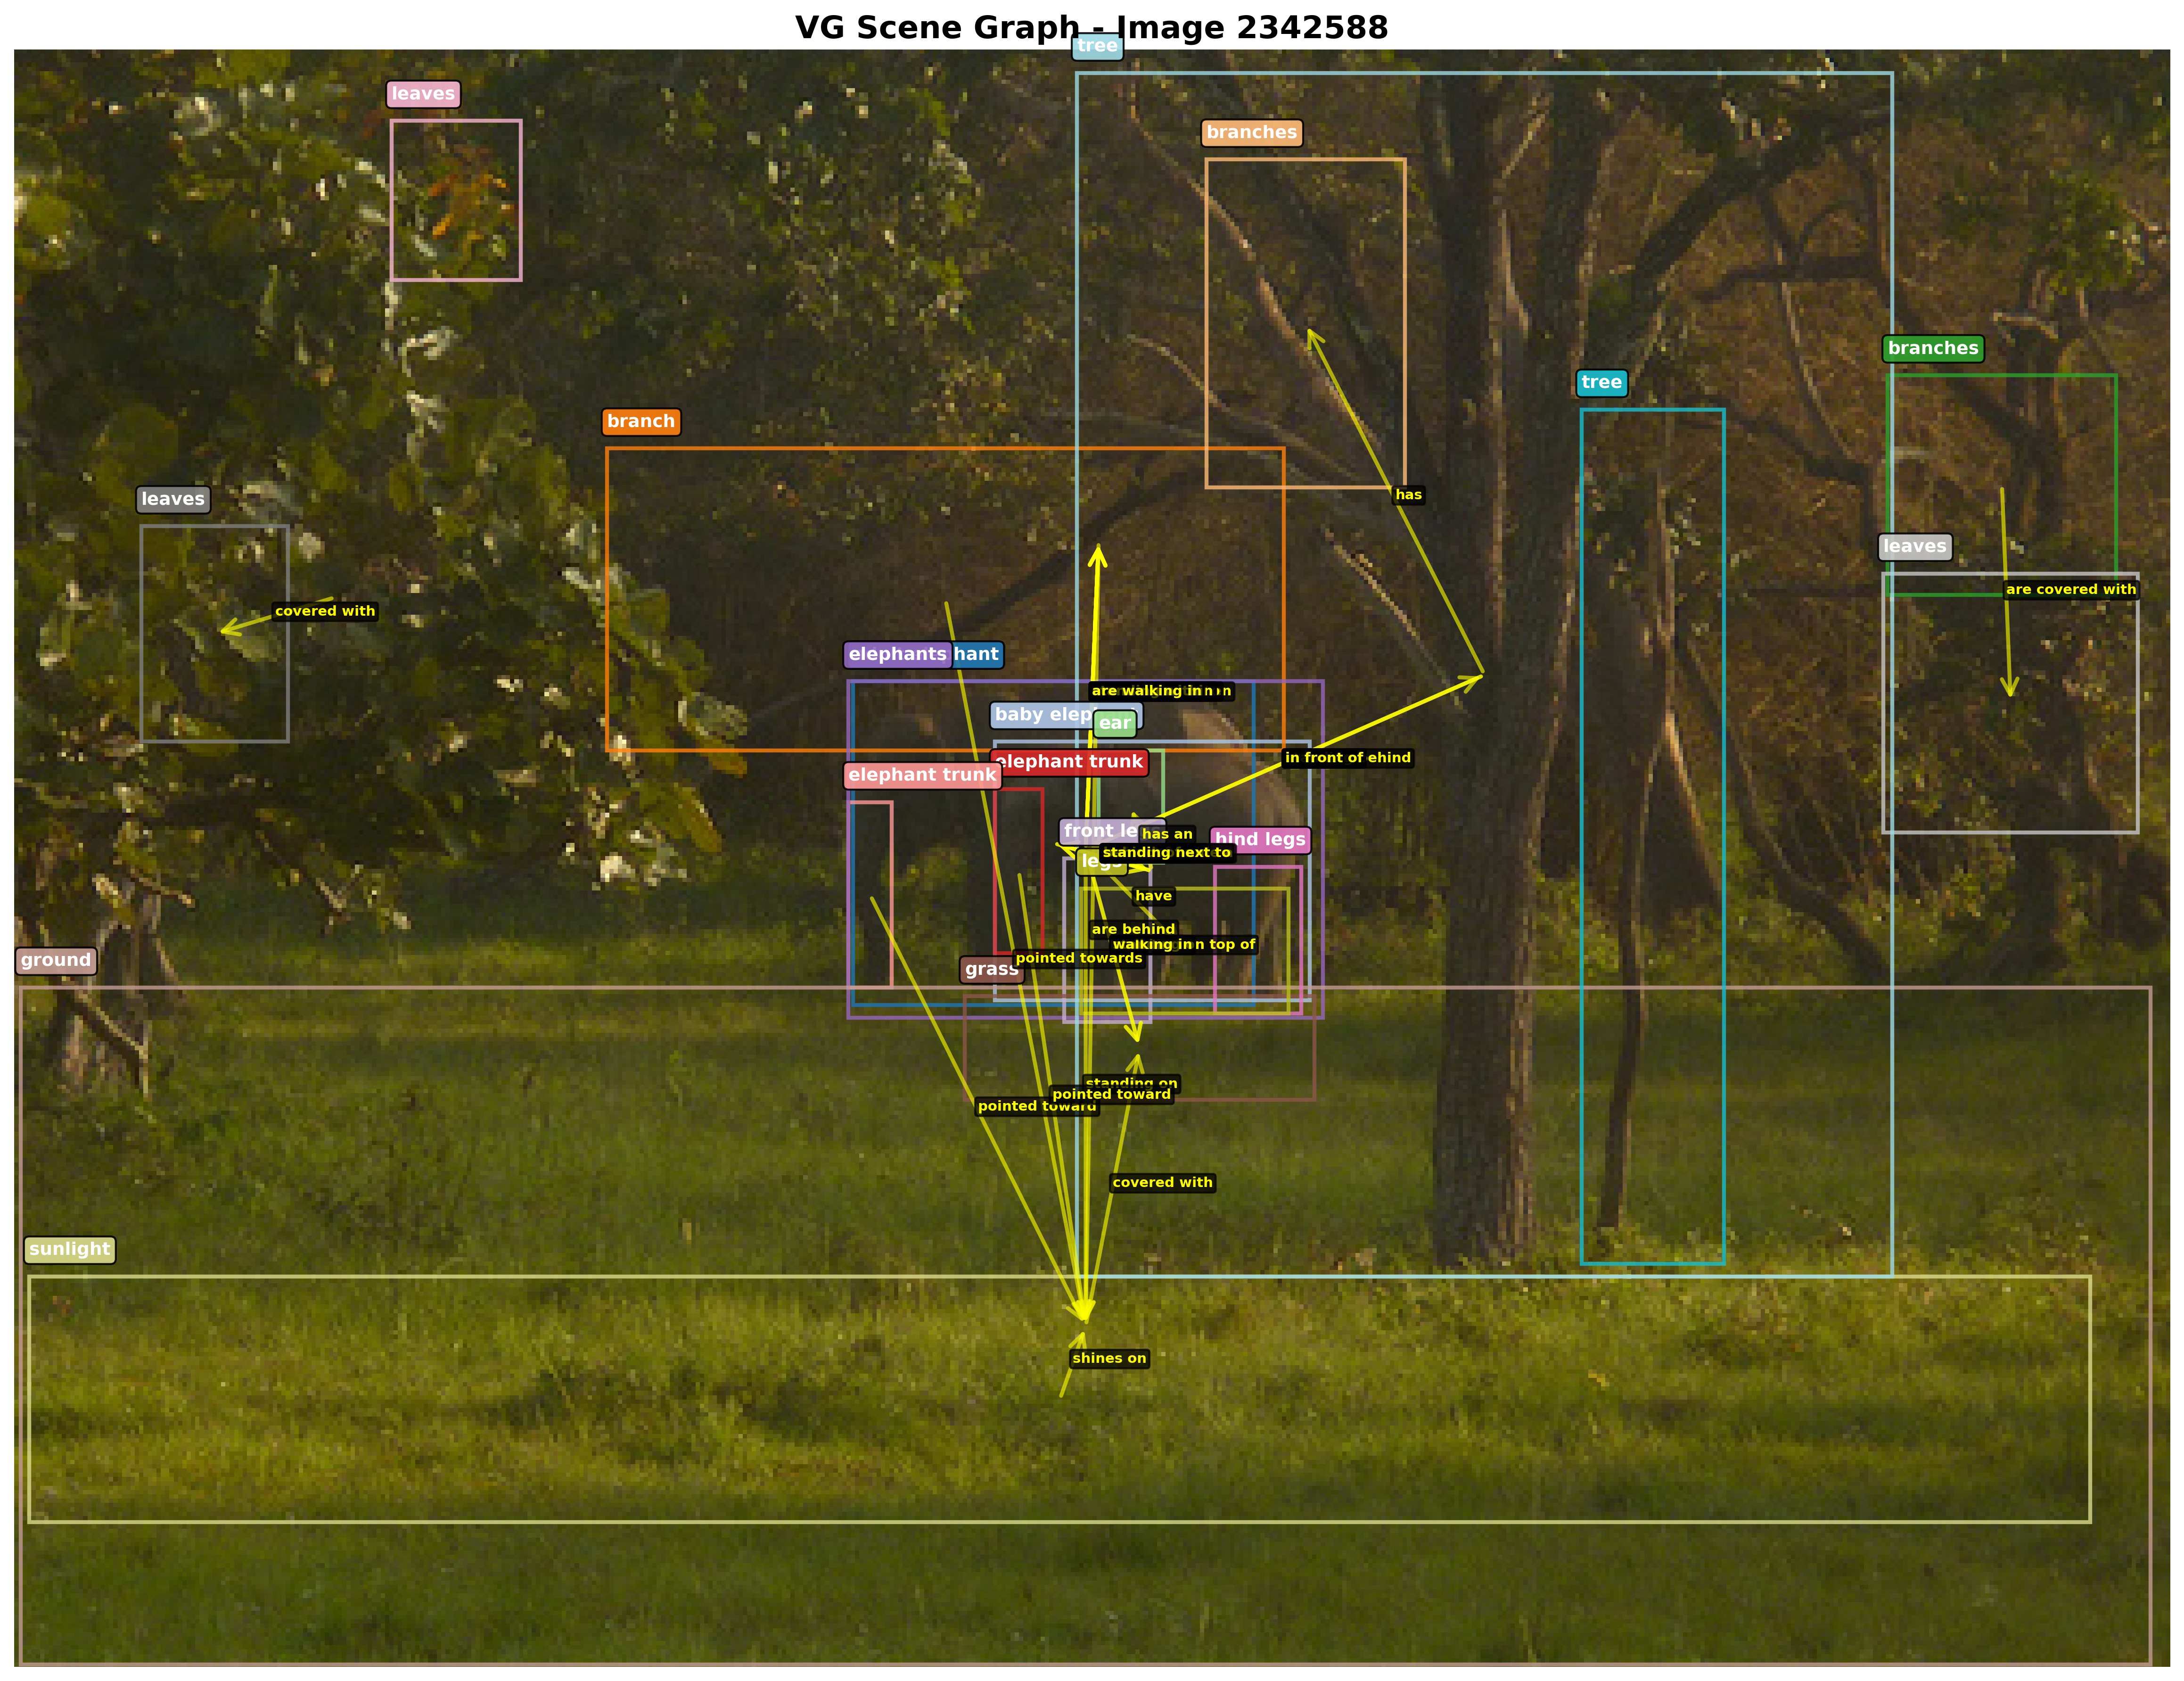 VG Scene Graph - Image 2342588
tree
leaves
branches
branches
tree
branch
leaves
has
leaves
are covered with
covered with
elephants
hant
are walking in
on
baby elep
ear
in front of
ehind
elephant trunk
elephant trunk
front le
has an
hind legs
standing next to
legs
have
are behind
walking in
n top of
pointed towards
ground
grass
standing on
pointed toward
pointed toward
covered with
sunlight
shines on